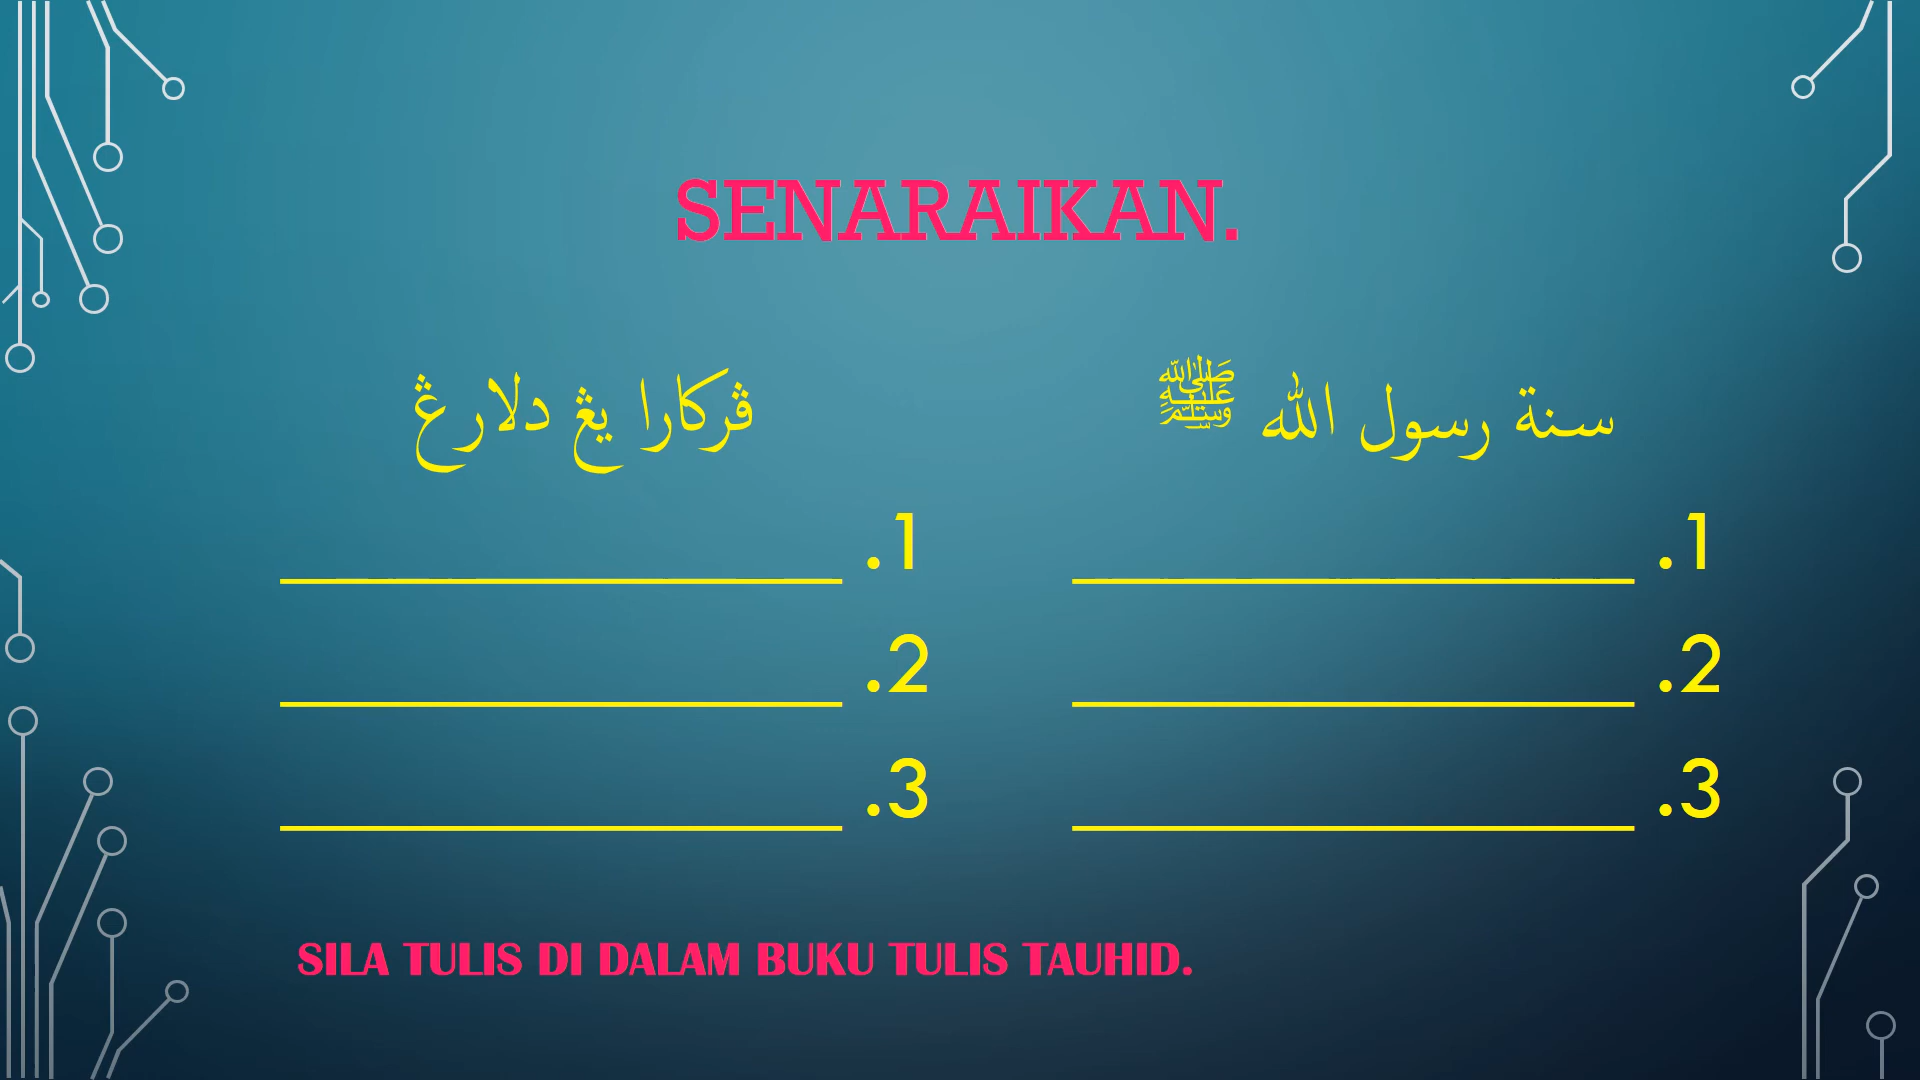 SENARAIKAN.
سنة رسول الله ﷺ
1.
2.
3.
ڤركارا يڠ دلارڠ
1.
2.
3.
SILA TULIS DI DALAM BUKU TULIS TAUHID.